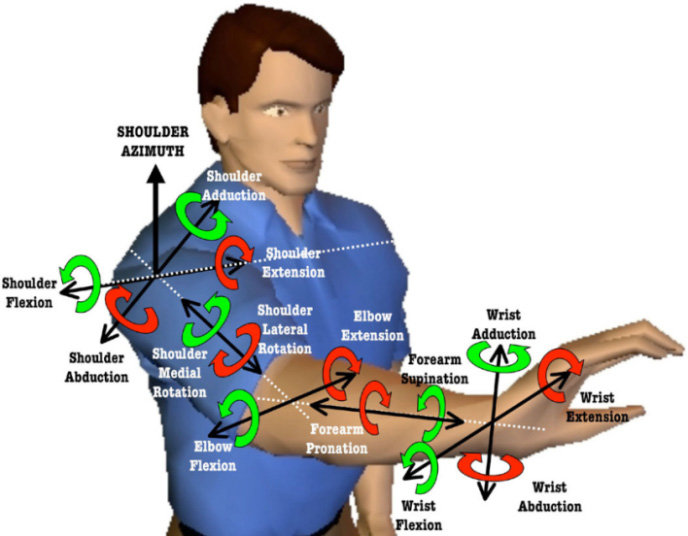 SHOULDER
AZIMUTH
Shoulder
Adduction
Shoulder
Extension
Shoulder
Flexion
Shoulder
Abduction
Shoulder
Medial
Rotation
Shoulder
Lateral
Rotation
Elbow
Extension
Elbow
Flexion
Forearm
Supination
Forearm
Pronation
Wrist
Adduction
Wrist
Extension
Wrist
Flexion
Wrist
Abduction